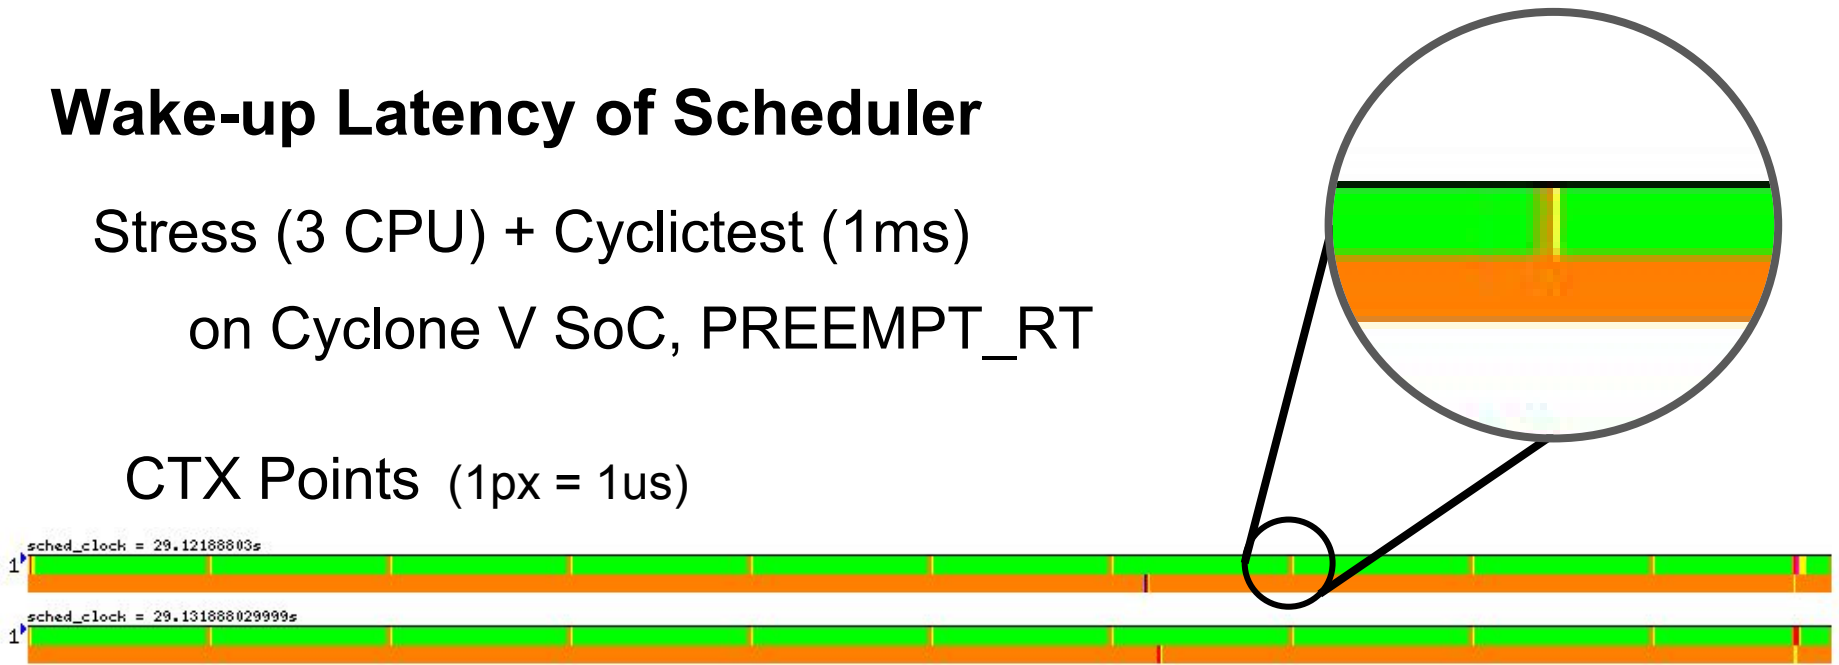 Wake-up Latency of Scheduler
Stress (3 CPU) + Cyclictest (1ms)
on Cyclone V SoC, PREEMPT_RT
CTX Points (1px = 1us)
sched_clock = 29.12188803s
1
sched_clock = 29.131888029999s
1